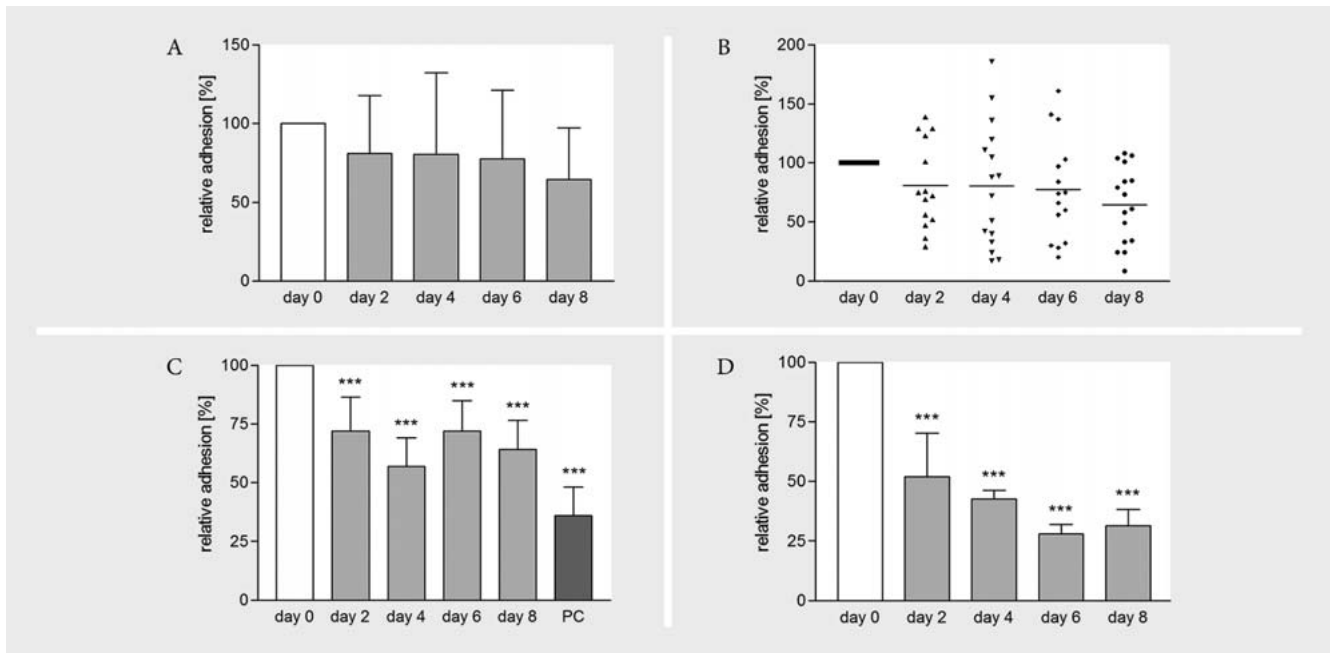 A
relative adhesion [%]
150
100
50
0
day 0 day 2 day 4 day 6 day 8
B
relative adhesion [%]
200
150
100
50
0
day 0 day 2 day 4 day 6 day 8
C
relative adhesion [%]
100
75
50
25
0
*** *** *** *** ***
day 0 day 2 day 4 day 6 day 8 PC
D
relative adhesion [%]
100
75
50
25
0
*** *** *** ***
day 0 day 2 day 4 day 6 day 8